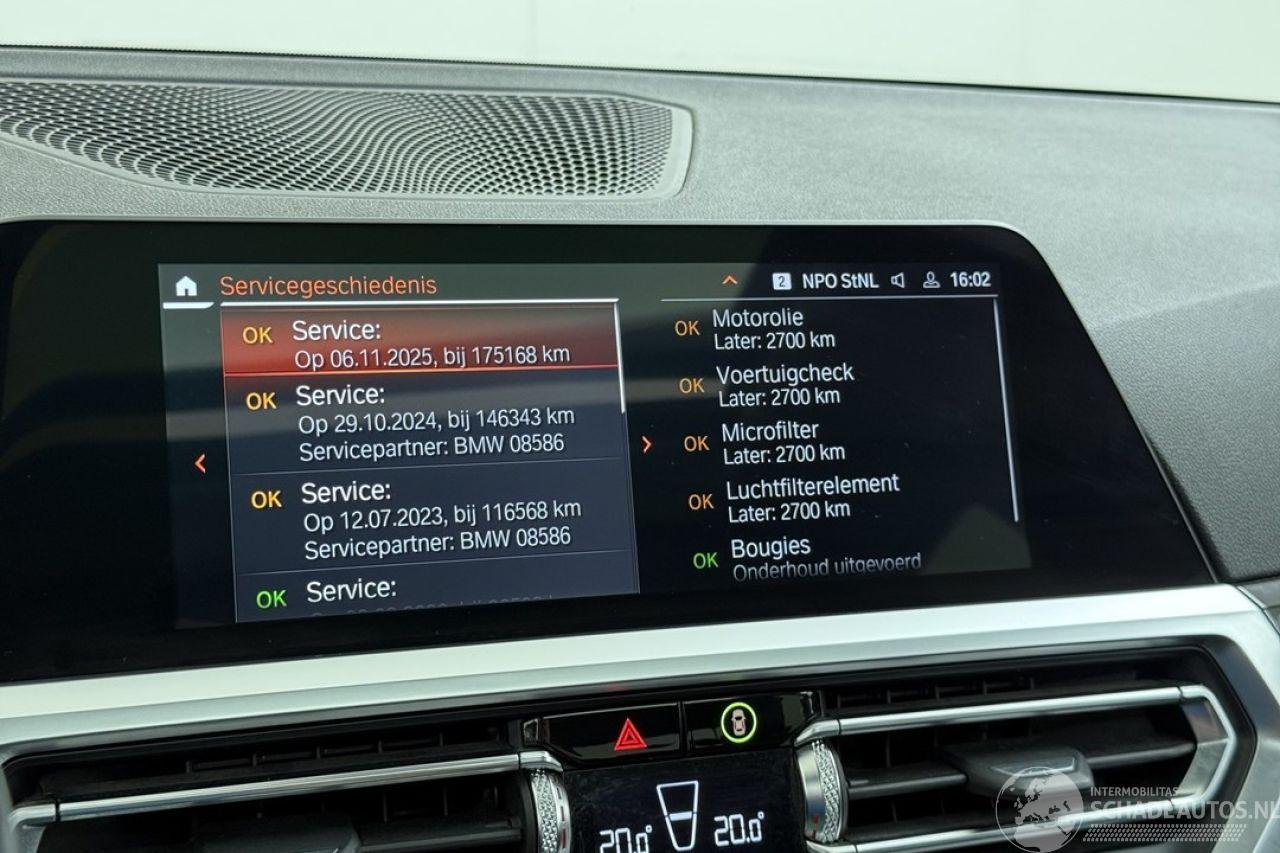 Servicegeschiedenis
2 NPO StNL 16:02
OK Service:
Op 06.11.2025, bij 175168 km
OK Service:
Op 29.10.2024, bij 146343 km
Servicepartner: BMW 08586
OK Service:
Op 12.07.2023, bij 116568 km
Servicepartner: BMW 08586
OK Service:
OK Motorolie
Later: 2700 km
OK Voertuigcheck
Later: 2700 km
OK Microfilter
Later: 2700 km
OK Luchtfilterelement
Later: 2700 km
OK Bougies
Onderhoud uitgevoerd
20.0° 20.0°
INTERMOBILITAS
SCHADEAUTOS.NL